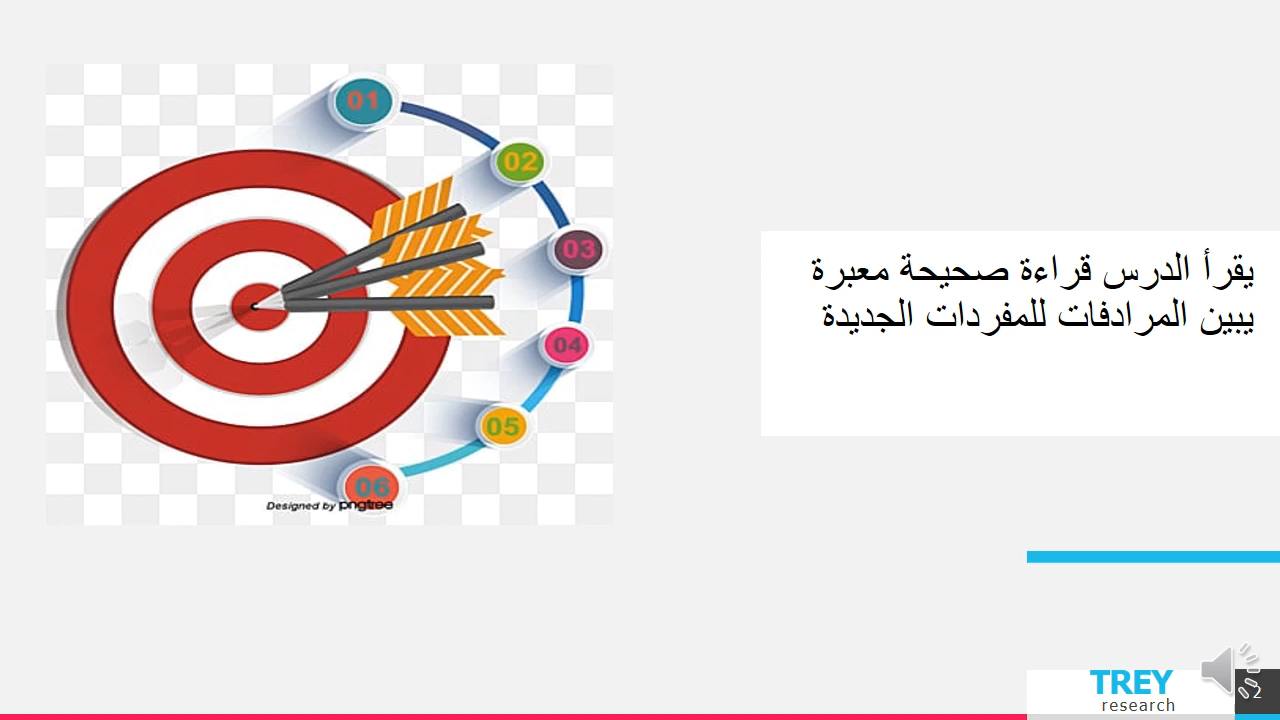 01
02
03
04
05
06
Designed by pngtree
يقرأ الدرس قراءة صحيحة معبرة
يبين المرادفات للمفردات الجديدة
TREY
research
2